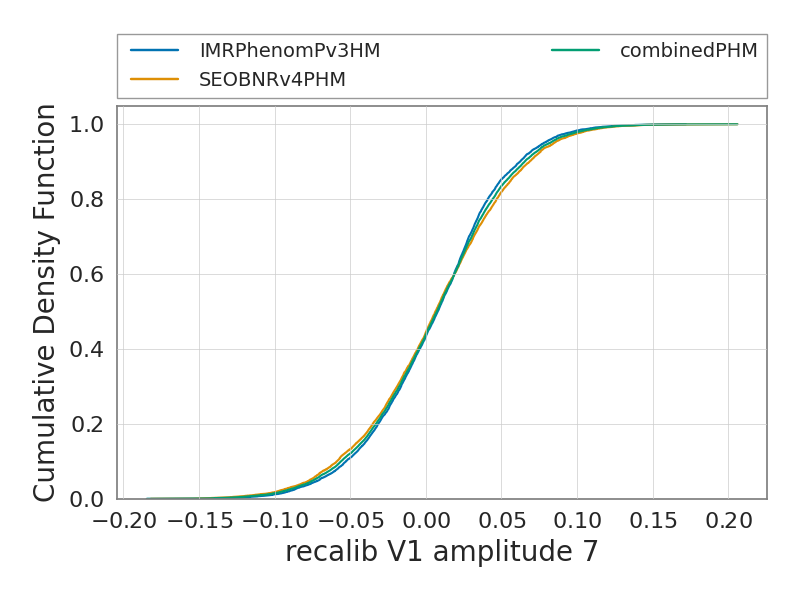 IMRPhenomPv3HM
SEOBNRv4PHM
combinedPHM
Cumulative Density Function
1.0
0.8
0.6
0.4
0.2
0.0
−0.20 −0.15 −0.10 −0.05 0.00 0.05 0.10 0.15 0.20
recalib V1 amplitude 7